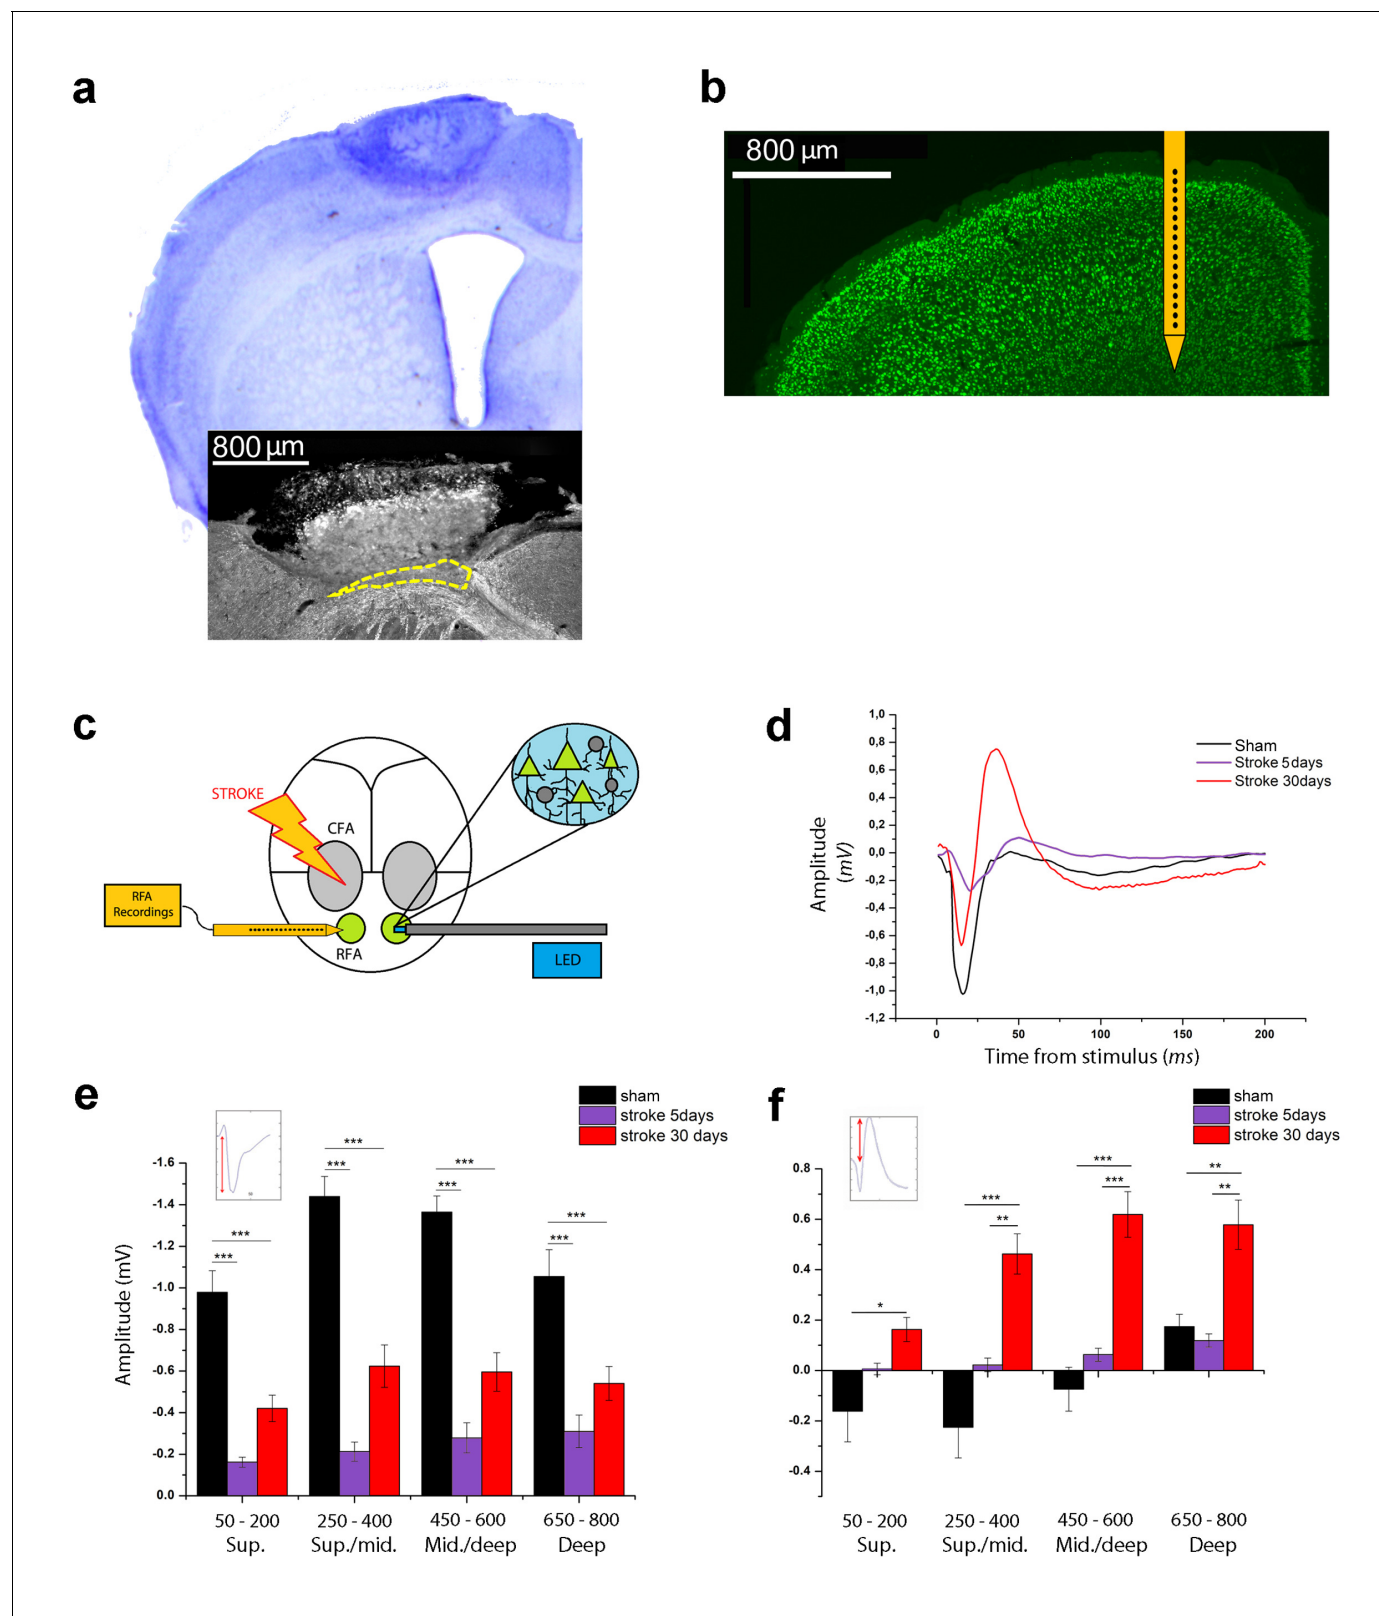 a
800 µm
b
800 µm
c
STROKE
CFA
RFA
Recordings
RFA
LED
d
Sham
Stroke 5days
Stroke 30days
Amplitude
(mV)
1,0
0,8
0,6
0,4
0,2
0,0
-0,2
-0,4
-0,6
-0,8
-1,0
-1,2
0
50
100
150
200
Time from stimulus (ms)
e
sham
stroke 5days
stroke 30 days
Amplitude (mV)
-1.6
-1.4
-1.2
-1.0
-0.8
-0.6
-0.4
-0.2
0.0
*** *** *** *** *** *** *** ***
50 - 200
Sup.
250 - 400
Sup./mid.
450 - 600
Mid./deep
650 - 800
Deep
f
sham
stroke 5days
stroke 30 days
0.8
0.6
0.4
0.2
0.0
-0.2
-0.4
* *** ** *** *** ** **
50 - 200
Sup.
250 - 400
Sup./mid.
450 - 600
Mid./deep
650 - 800
Deep